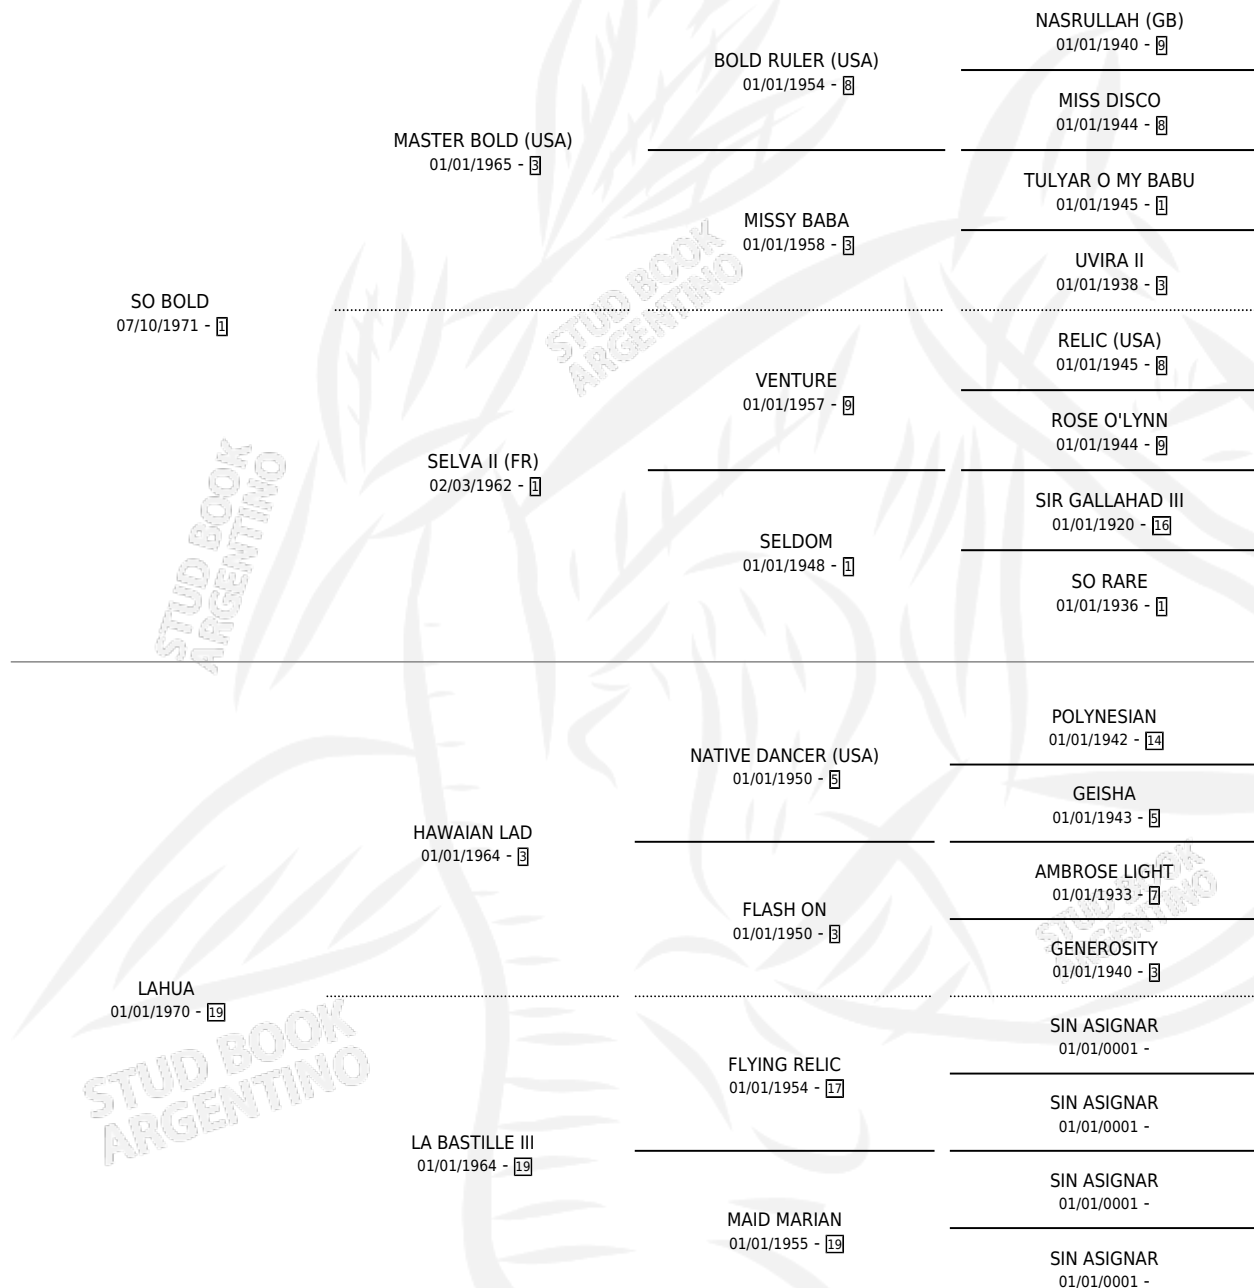 NASRULLAH (GB)
01/01/1940 - 9
BOLD RULER (USA)
01/01/1954 - 8
MISS DISCO
01/01/1944 - 8
MASTER BOLD (USA)
01/01/1965 - 3
TULYAR O MY BABU
01/01/1945 - 1
MISSY BABA
01/01/1958 - 3
UVIRA II
01/01/1938 - 3
SO BOLD
07/10/1971 - 1
RELIC (USA)
01/01/1945 - 8
VENTURE
01/01/1957 - 9
ROSE O'LYNN
01/01/1944 - 9
SELVA II (FR)
02/03/1962 - 1
SIR GALLAHAD III
01/01/1920 - 16
SELDOM
01/01/1948 - 1
SO RARE
01/01/1936 - 1
POLYNESIAN
01/01/1942 - 14
NATIVE DANCER (USA)
01/01/1950 - 5
GEISHA
01/01/1943 - 5
HAWAIAN LAD
01/01/1964 - 3
AMBROSE LIGHT
01/01/1933 - 7
FLASH ON
01/01/1950 - 3
GENEROSITY
01/01/1940 - 3
LAHUA
01/01/1970 - 19
SIN ASIGNAR
01/01/0001 -
FLYING RELIC
01/01/1954 - 17
SIN ASIGNAR
01/01/0001 -
LA BASTILLE III
01/01/1964 - 19
SIN ASIGNAR
01/01/0001 -
MAID MARIAN
01/01/1955 - 19
SIN ASIGNAR
01/01/0001 -
STUD BOOK
ARGENTINO
STUD BOOK
ARGENTINO
STUD BOOK
ARGENTINO
STUD BOOK
ARGENTINO